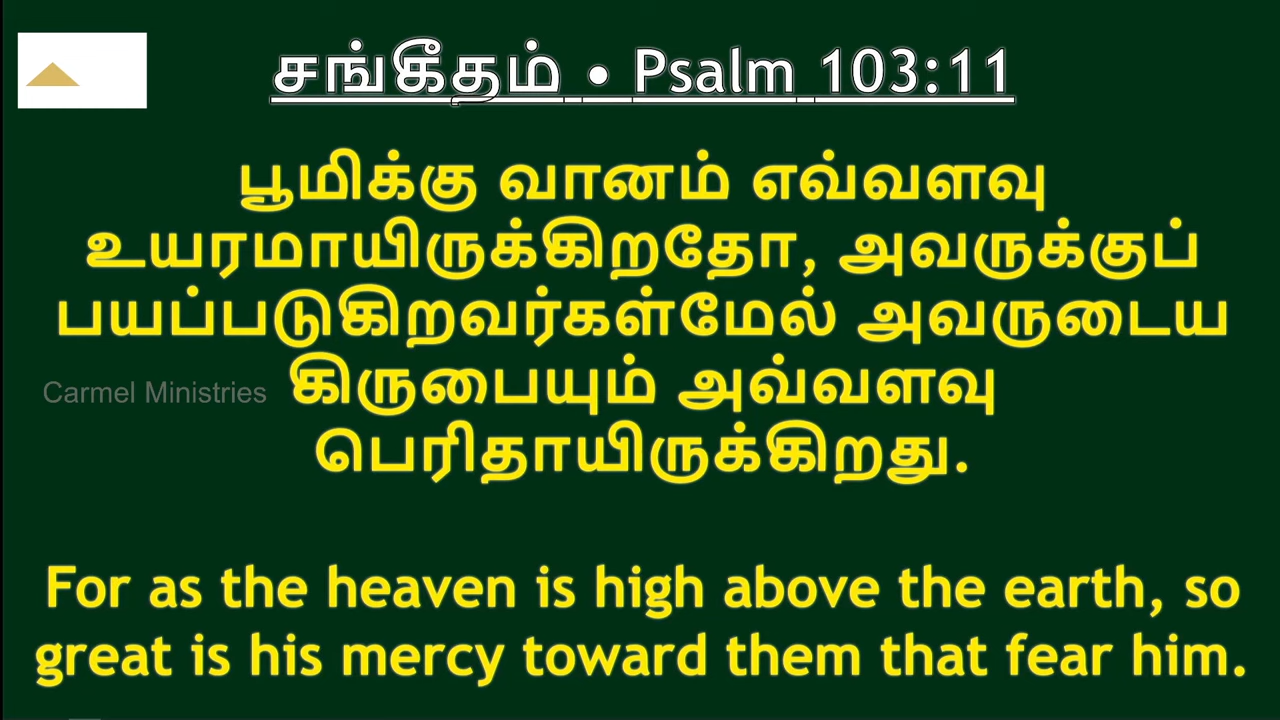 சங்கீதம் • Psalm 103:11
பூமிக்கு வானம் எவ்வளவு
உயரமாயிருக்கிறதோ, அவருக்குப்
பயப்படுகிறவர்கள்மேல் அவருடைய
கிருபையும் அவ்வளவு
Carmel Ministries
பெரிதாயிருக்கிறது.
For as the heaven is high above the earth, so
great is his mercy toward them that fear him.